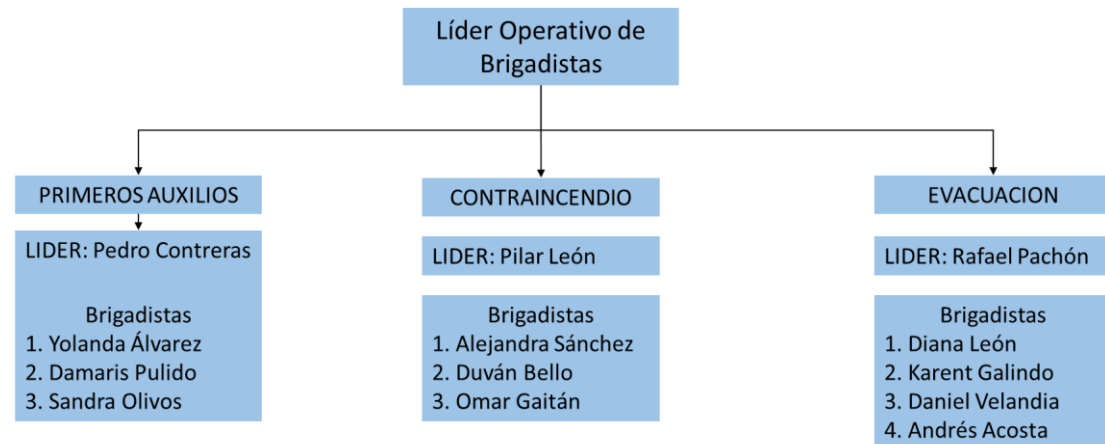 Líder Operativo de
Brigadistas
PRIMEROS AUXILIOS
LIDER: Pedro Contreras
Brigadistas
1. Yolanda Álvarez
2. Damaris Pulido
3. Sandra Olivos
CONTRAINCENDIO
LIDER: Pilar León
Brigadistas
1. Alejandra Sánchez
2. Duván Bello
3. Omar Gaitán
EVACUACION
LIDER: Rafael Pachón
Brigadistas
1. Diana León
2. Karent Galindo
3. Daniel Velandia
4. Andrés Acosta